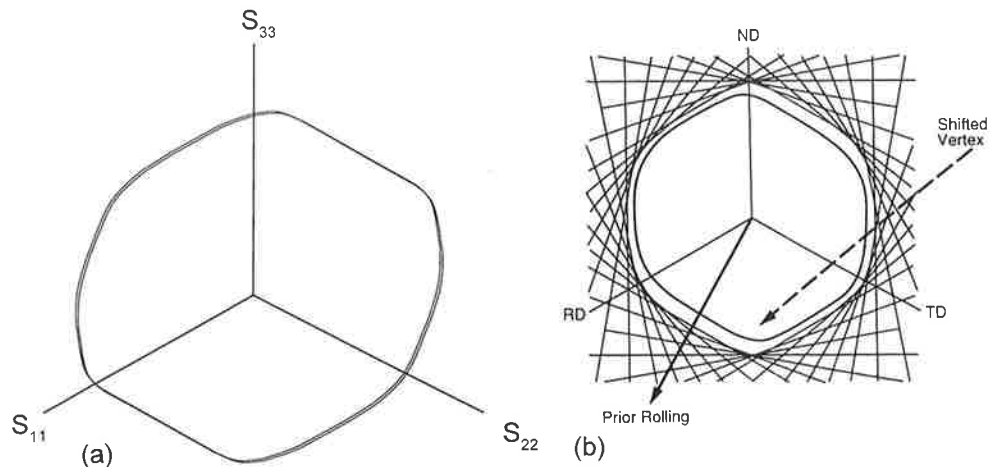 S33
S11
S22
(a)
ND
Shifted
Vertex
RD
TD
Prior Rolling
(b)